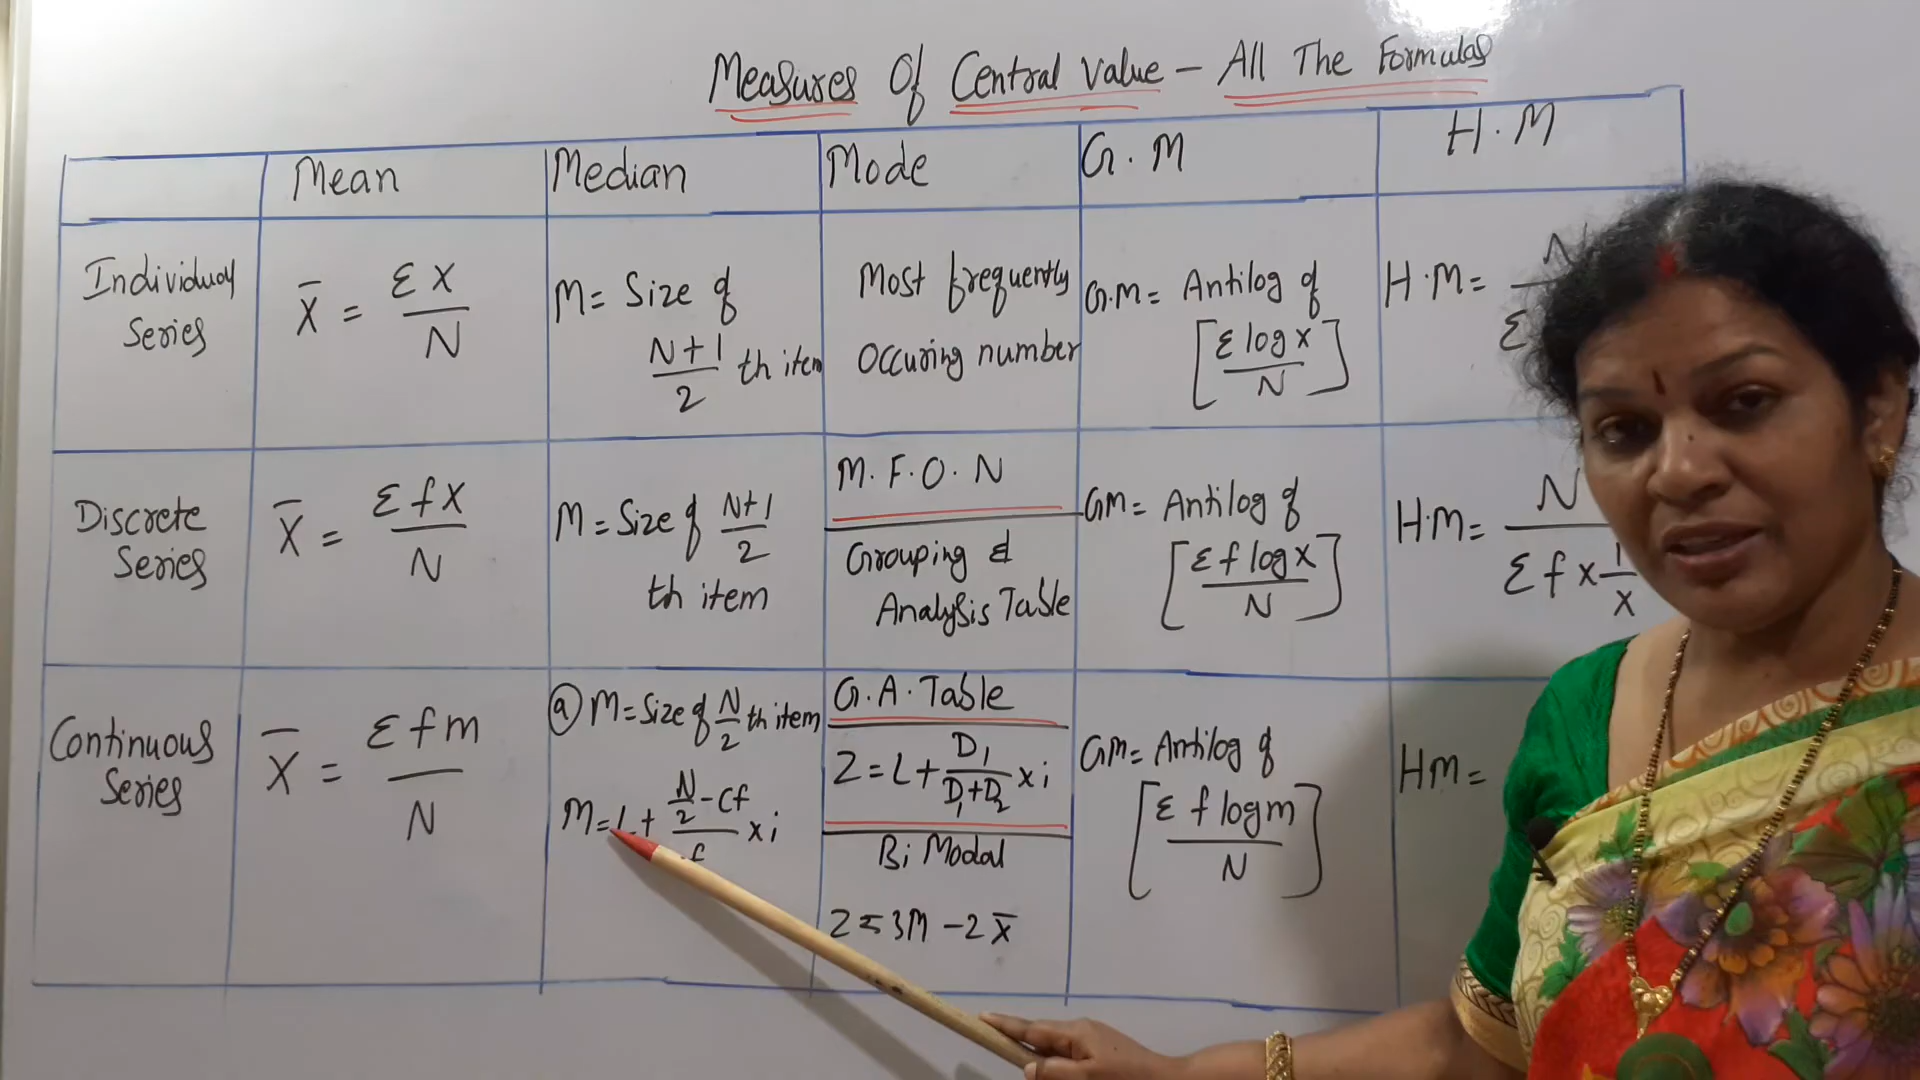 Measures Of Central Value - All The Formulas
Mean Median Mode G.M H.M
Individual Series
X̄ = ΣX / N
M = Size of
N+1 / 2 th item
Most frequently
Occuring number
G.M = Antilog of
[Σ log x / N]
H.M =
Discrete Series
X̄ = Σfx / N
M = Size of N+1 / 2
th item
M.F.O.N
Grouping &
Analysis Table
GM = Antilog of
[Σ f log x / N]
H.M = N / Σ f x 1/x
Continuous Series
X̄ = Σfm / N
(a) M = Size of N/2 th item
M = L + N/2 - Cf / f x i
G.A. Table
Z = L + D1 / D1+D2 x i
Bi Modal
Z = 3M - 2X̄
GM = Antilog of
[Σ f log m / N]
HM =